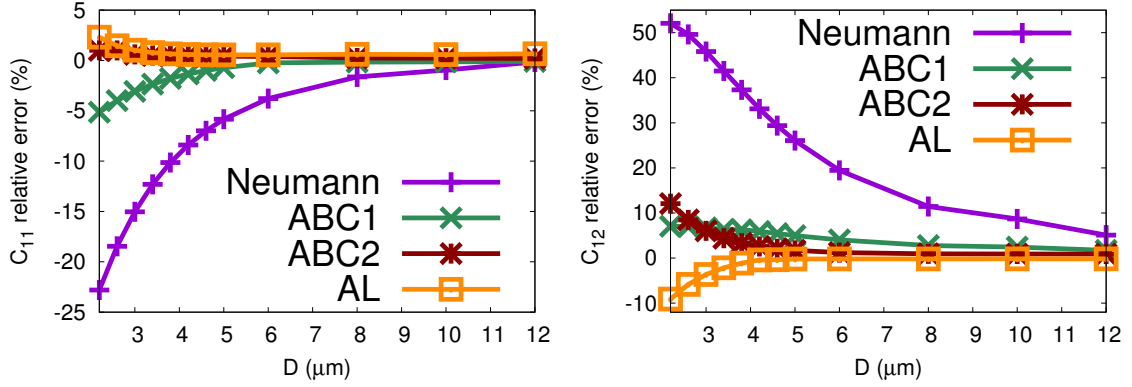 C11 relative error (%)
5
0
-5
-10
-15
-20
-25
3 4 5 6 7 8 9 10 11 12
D (μm)
Neumann
ABC1
ABC2
AL
C12 relative error (%)
50
40
30
20
10
0
-10
3 4 5 6 7 8 9 10 11 12
D (μm)
Neumann
ABC1
ABC2
AL